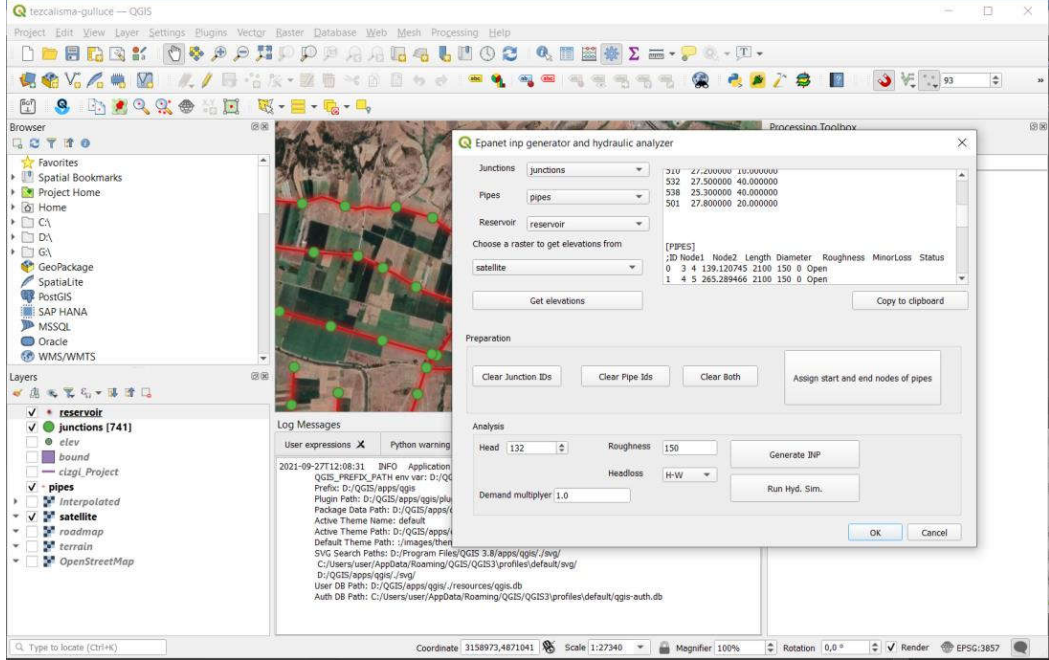 tezcalisma-gulluce — QGIS
Project Edit View Layer Settings Plugins Vector Raster Database Web Mesh Processing Help
93
Browser
Favorites
Spatial Bookmarks
Project Home
Home
C:\
D:\
G:\
GeoPackage
SpatiaLite
PostGIS
SAP HANA
MSSQL
Oracle
WMS/WMTS
Layers
reservoir
junctions [741]
elev
bound
cizgi_Project
pipes
Interpolated
satellite
roadmap
terrain
OpenStreetMap
Processing Toolbox
Epanet inp generator and hydraulic analyzer
Junctions junctions
Pipes pipes
Reservoir reservoir
Choose a raster to get elevations from
satellite
Get elevations
510 27.200000 10.000000
532 27.500000 40.000000
538 25.300000 40.000000
501 27.800000 20.000000
[PIPES]
;ID Node1 Node2 Length Diameter Roughness MinorLoss Status
0 3 4 139.120745 2100 150 0 Open
1 4 5 265.289466 2100 150 0 Open
Copy to clipboard
Preparation
Clear Junction IDs Clear Pipe Ids Clear Both Assign start and end nodes of pipes
Analysis
Head 132 Roughness 150 Generate INP
Headloss H-W Run Hyd. Sim.
Demand multiplyer 1.0
OK Cancel
Log Messages
User expressions Python warning
2021-09-27T12:08:31 INFO Application
QGIS_PREFIX_PATH env var: D:/QG
Prefix: D:/QGIS/apps/qgis
Plugin Path: D:/QGIS/apps/qgis/plu
Package Data Path: D:/QGIS/apps/
Active Theme Name: default
Active Theme Path: D:/QGIS/apps/
Default Theme Path: :/images/then
SVG Search Paths: D:/Program Files/QGIS 3.8/apps/qgis/./svg/
C:/Users/user/AppData/Roaming/QGIS/QGIS3\profiles\default/svg/
D:/QGIS/apps/qgis/./svg/
User DB Path: D:/QGIS/apps/qgis/./resources/qgis.db
Auth DB Path: C:/Users/user/AppData/Roaming/QGIS/QGIS3\profiles\default/qgis-auth.db
Type to locate (Ctrl+K) Coordinate 3158973,4871041 Scale 1:27340 Magnifier 100% Rotation 0,0 ° Render EPSG:3857